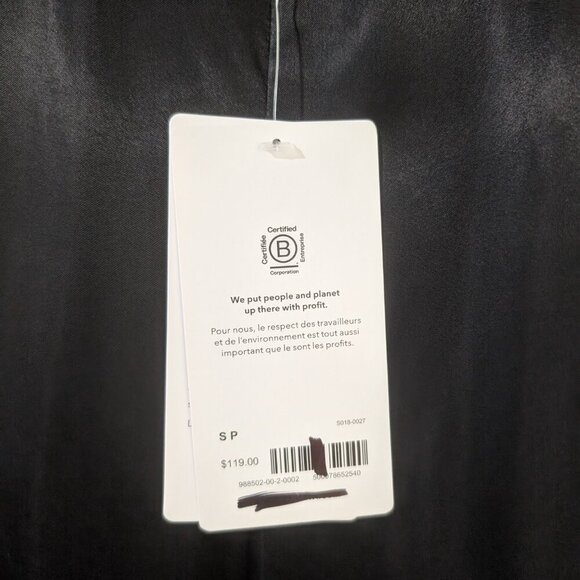 Certified
Certifiée
B
Entreprise
Corporation
We put people and planet
up there with profit.
Pour nous, le respect des travailleurs
et de l'environnement est tout aussi
important que le sont les profits.
S P
S018-0027
$119.00
988502-00-2-0002
500078652540